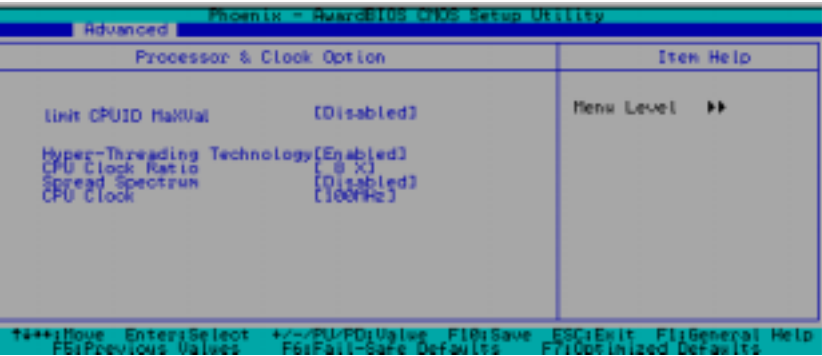 Phoenix - AwardBIOS CMOS Setup Utility
Advanced
Processor & Clock Option
Item Help
limit CPUID MaXVal [Disabled]
Menu Level ▶▶
Hyper-Threading Technology[Enabled]
CPU Clock Ratio [ 8 X]
Spread Spectrum [Disabled]
CPU Clock [100MHz]
:Move Enter:Select +/-/PU/PD:Value F10:Save ESC:Exit F1:General Help
F5:Previous Values F6:Fail-Safe Defaults F7:Optimized Defaults